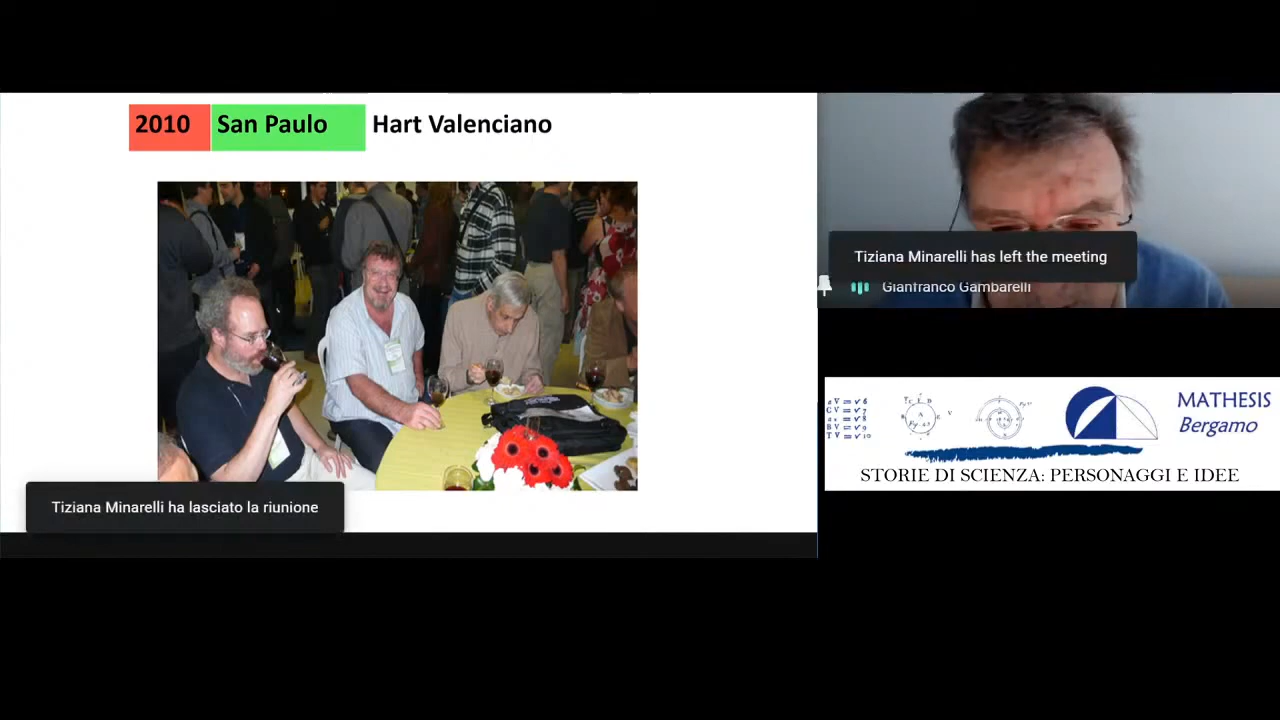 2010 San Paulo Hart Valenciano
Tiziana Minarelli has left the meeting
Gianfranco Gambarelli
Tiziana Minarelli ha lasciato la riunione
MATHESIS
Bergamo
STORIE DI SCIENZA: PERSONAGGI E IDEE